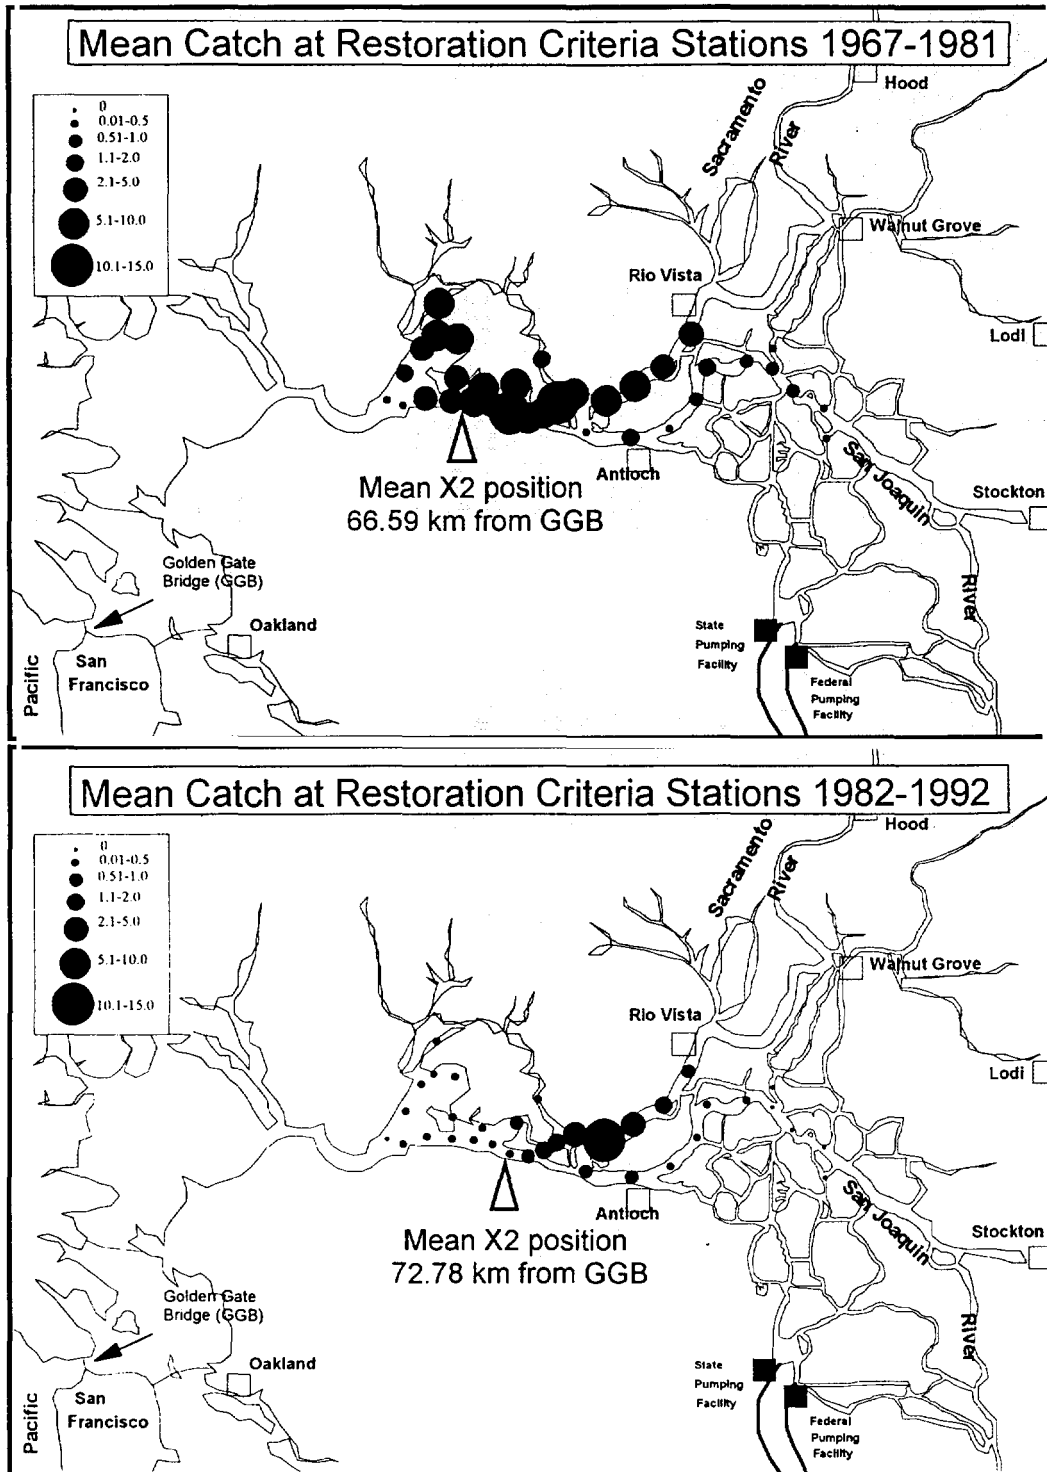 Mean Catch at Restoration Criteria Stations 1967-1981
0
0.01-0.5
0.51-1.0
1.1-2.0
2.1-5.0
5.1-10.0
10.1-15.0
Hood
Sacramento
River
Walnut Grove
Rio Vista
Lodi
Antioch
Mean X2 position
66.59 km from GGB
San Joaquin
River
Stockton
Golden Gate
Bridge (GGB)
Oakland
San
Francisco
Pacific
State
Pumping
Facility
Federal
Pumping
Facility
Mean Catch at Restoration Criteria Stations 1982-1992
0
0.01-0.5
0.51-1.0
1.1-2.0
2.1-5.0
5.1-10.0
10.1-15.0
Hood
Sacramento
River
Walnut Grove
Rio Vista
Lodi
Antioch
Mean X2 position
72.78 km from GGB
San Joaquin
River
Stockton
Golden Gate
Bridge (GGB)
Oakland
San
Francisco
Pacific
State
Pumping
Facility
Federal
Pumping
Facility